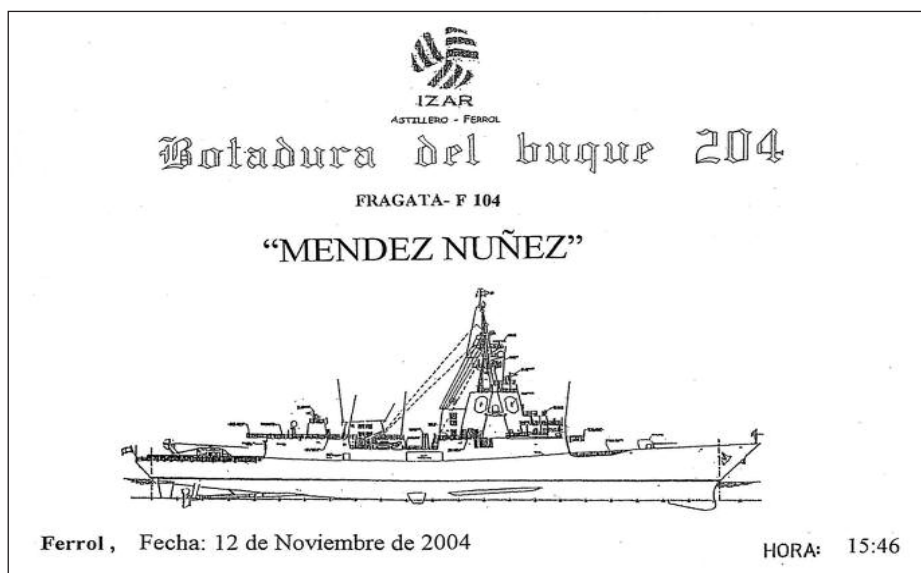 IZAR
ASTILLERO - FERROL
Botadura del buque 204
FRAGATA- F 104
“MENDEZ NUÑEZ”
Ferrol , Fecha: 12 de Noviembre de 2004
HORA: 15:46